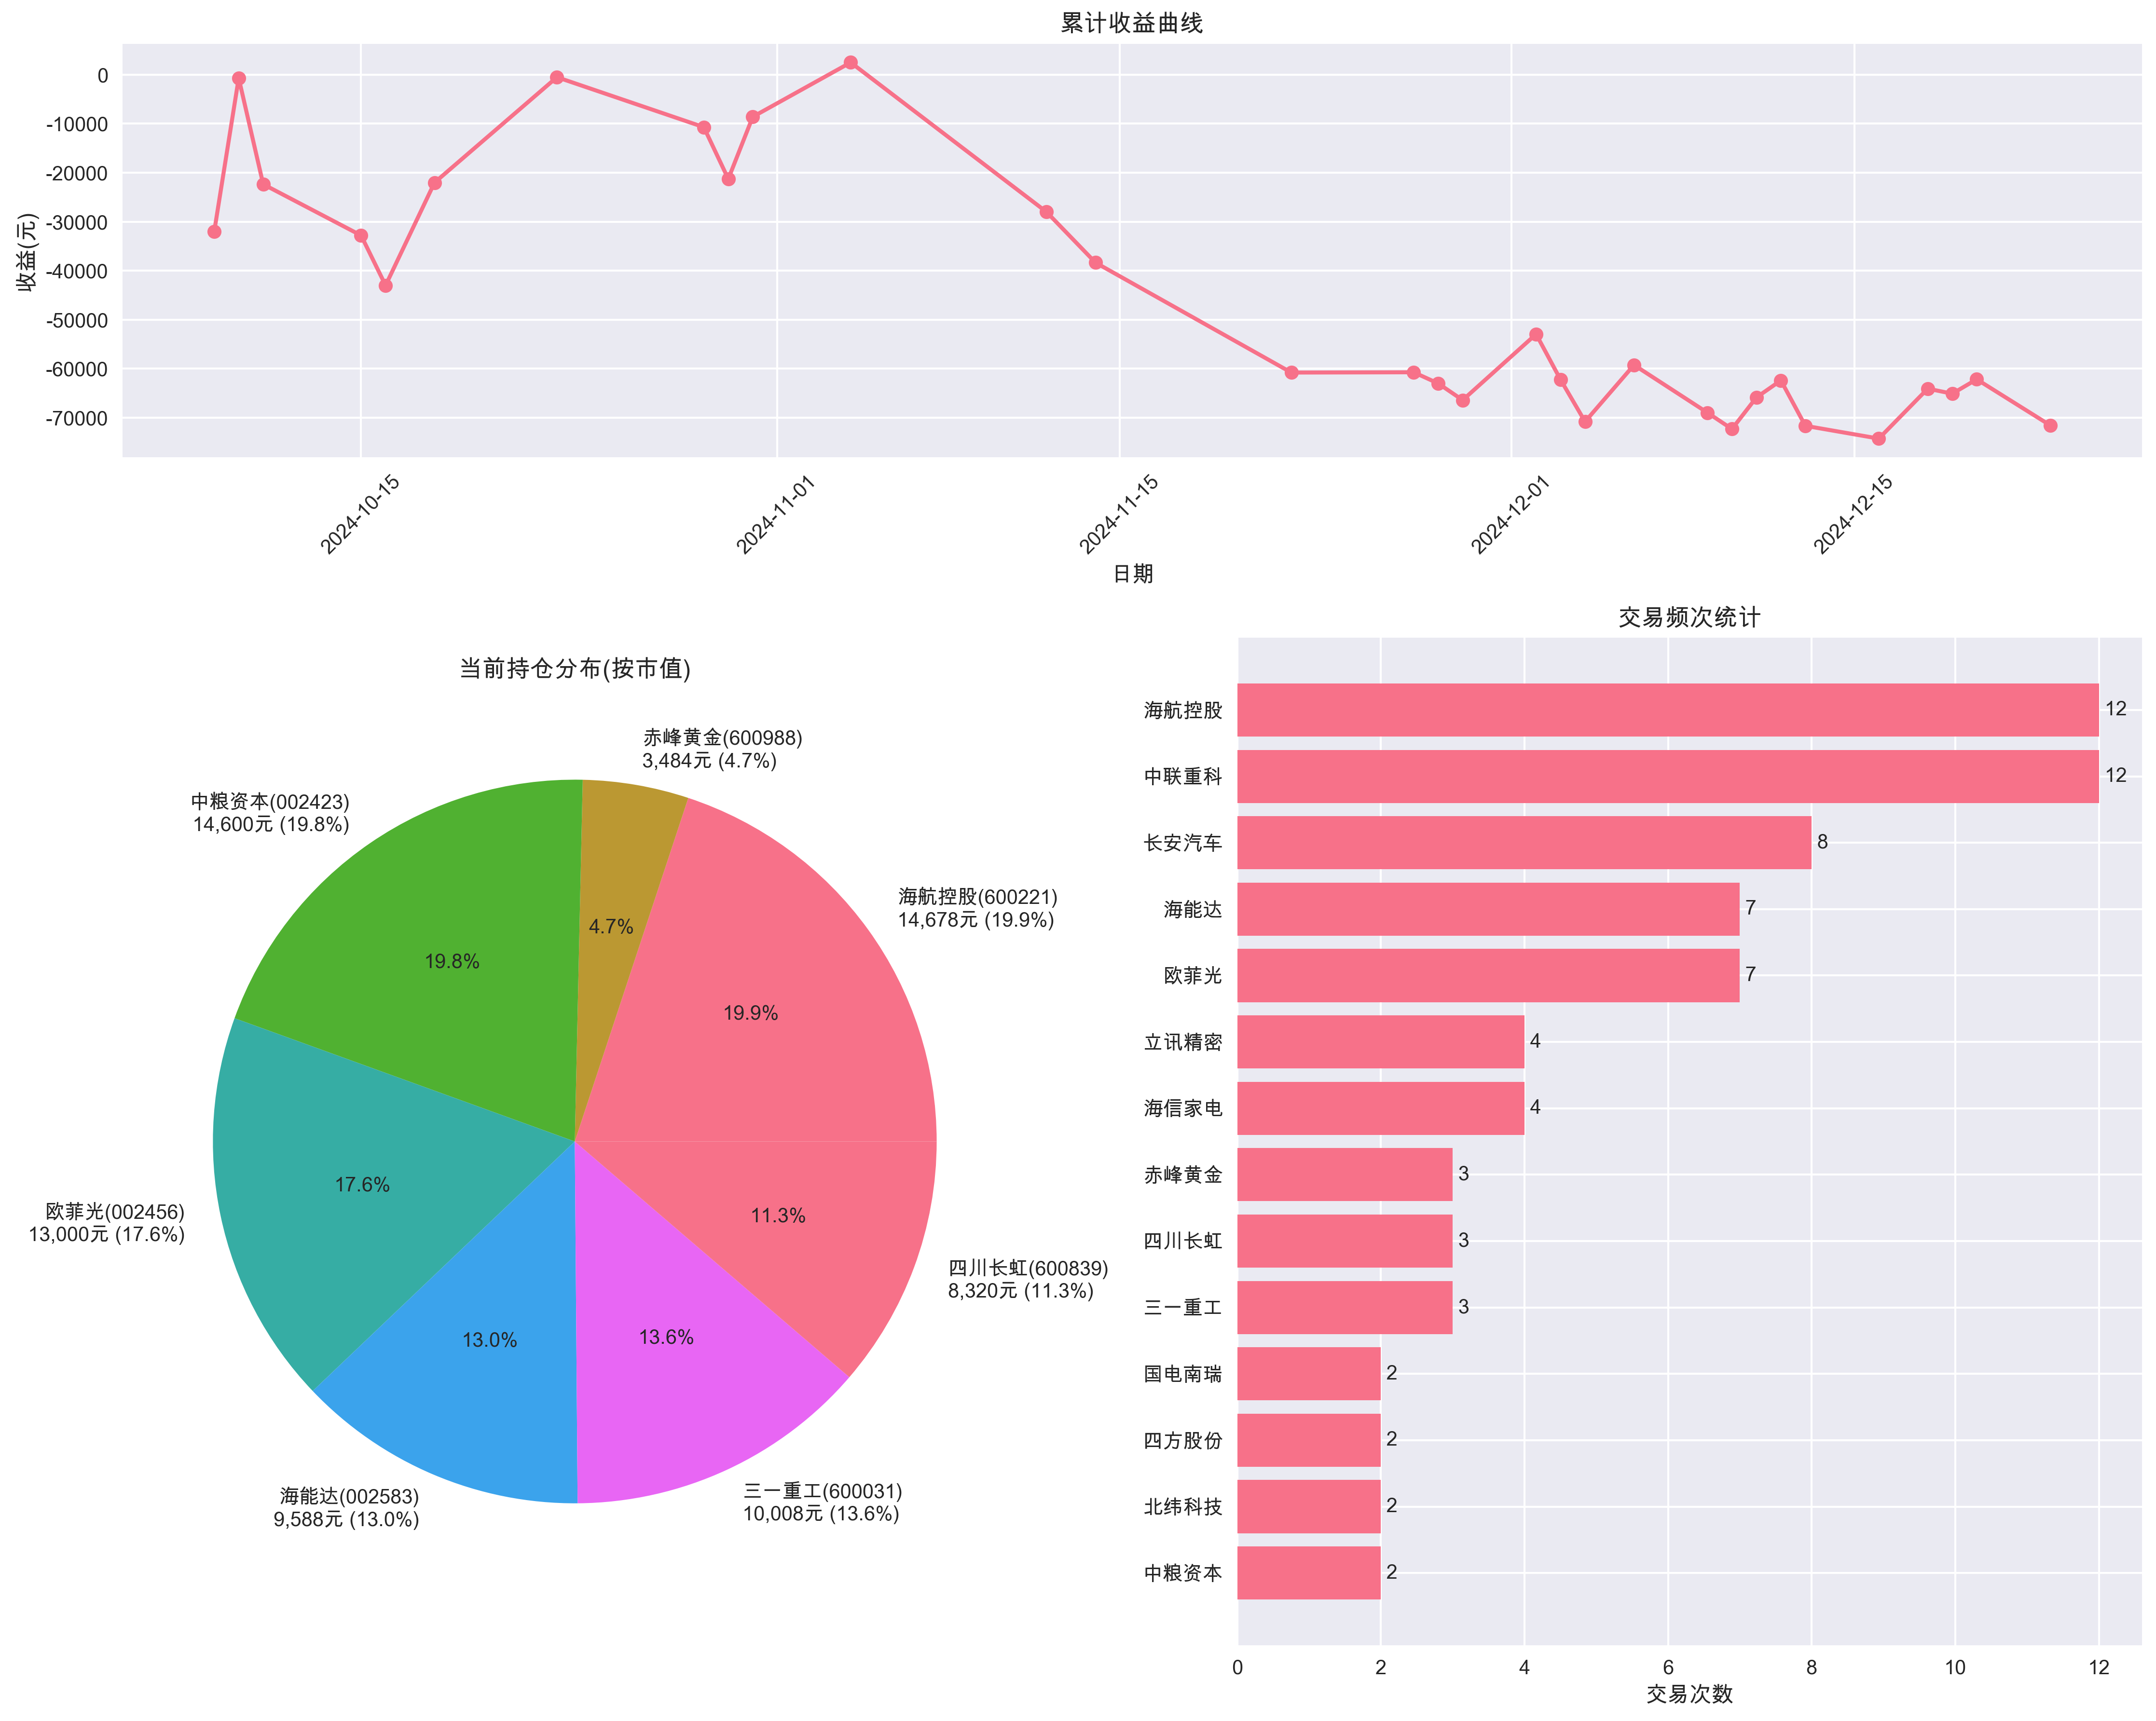 累计收益曲线
收益(元)
0
-10000
-20000
-30000
-40000
-50000
-60000
-70000
2024-10-15
2024-11-01
2024-11-15
2024-12-01
2024-12-15
日期
当前持仓分布(按市值)
赤峰黄金(600988)
3,484元 (4.7%)
中粮资本(002423)
14,600元 (19.8%)
海航控股(600221)
14,678元 (19.9%)
欧菲光(002456)
13,000元 (17.6%)
四川长虹(600839)
8,320元 (11.3%)
海能达(002583)
9,588元 (13.0%)
三一重工(600031)
10,008元 (13.6%)
4.7%
19.8%
19.9%
17.6%
11.3%
13.0%
13.6%
交易频次统计
海航控股 12
中联重科 12
长安汽车 8
海能达 7
欧菲光 7
立讯精密 4
海信家电 4
赤峰黄金 3
四川长虹 3
三一重工 3
国电南瑞 2
四方股份 2
北纬科技 2
中粮资本 2
0 2 4 6 8 10 12
交易次数